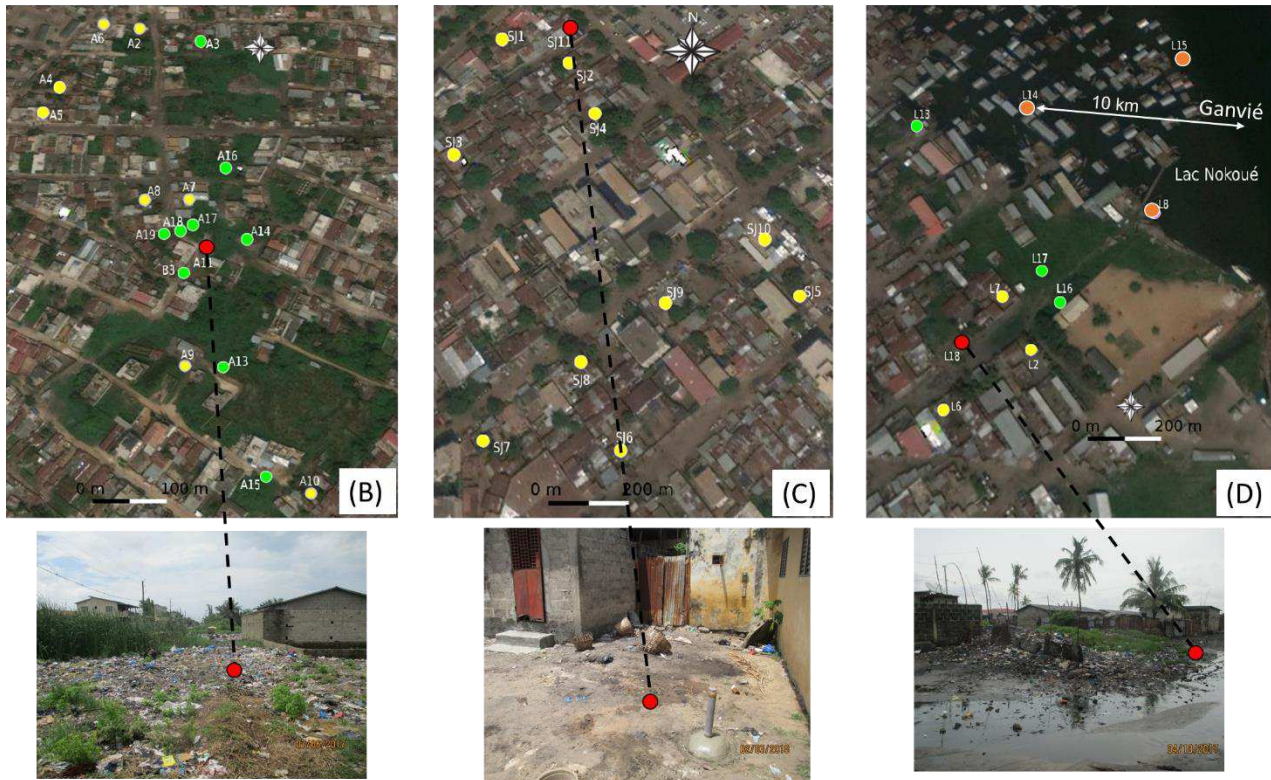 A6
A2
A3
A4
A5
A16
A8
A7
A18
A17
A19
A14
A11
B3
A9
A13
A15
A10
0 m
100 m
(B)
N
SJ1
SJ11
SJ2
SJ4
SJ3
SJ10
SJ9
SJ5
SJ8
SJ7
SJ6
0 m
200 m
(C)
L15
L14
10 km
Ganvié
L13
Lac Nokoué
L8
L17
L7
L16
L18
L2
L6
0 m
200 m
(D)